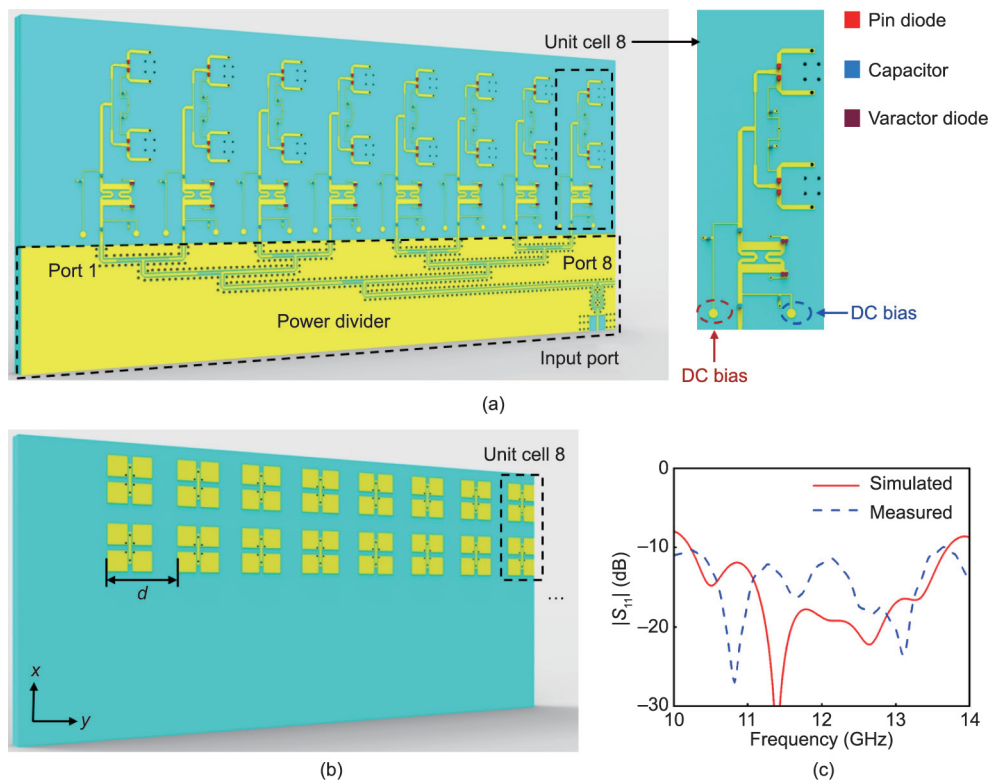 Unit cell 8
Pin diode
Capacitor
Varactor diode
Port 1
Port 8
Power divider
Input port
DC bias
DC bias
(a)
Unit cell 8
d
...
x
y
(b)
0
–10
–20
–30
|S11| (dB)
Simulated
Measured
10
11
12
13
14
Frequency (GHz)
(c)